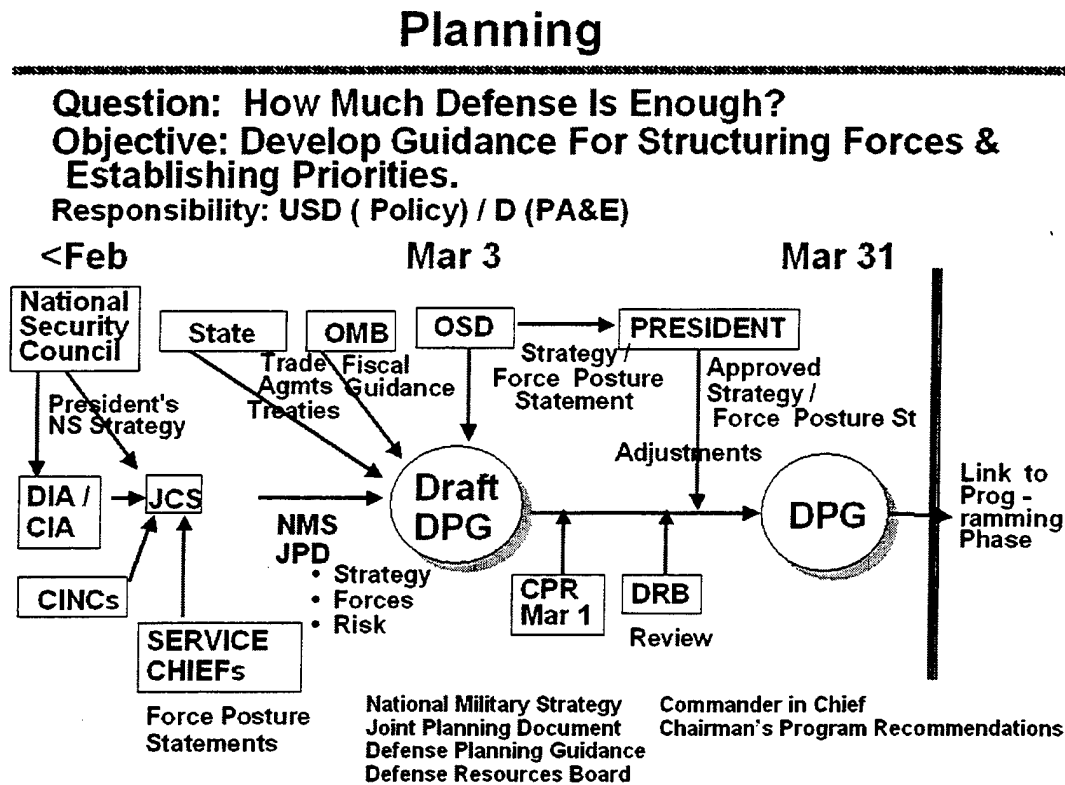 Planning
Question: How Much Defense Is Enough?
Objective: Develop Guidance For Structuring Forces &
Establishing Priorities.
Responsibility: USD ( Policy) / D (PA&E)
<Feb
Mar 3
Mar 31
National
Security
Council
State
OMB
OSD
PRESIDENT
President's
NS Strategy
Trade
Agmts
Treaties
Fiscal
Guidance
Strategy /
Force Posture
Statement
Approved
Strategy /
Force Posture St
Adjustments
DIA /
CIA
JCS
Draft
DPG
DPG
Link to
Prog -
ramming
Phase
NMS
JPD
• Strategy
• Forces
• Risk
CINCs
CPR
Mar 1
DRB
Review
SERVICE
CHIEFs
Force Posture
Statements
National Military Strategy
Joint Planning Document
Defense Planning Guidance
Defense Resources Board
Commander in Chief
Chairman's Program Recommendations